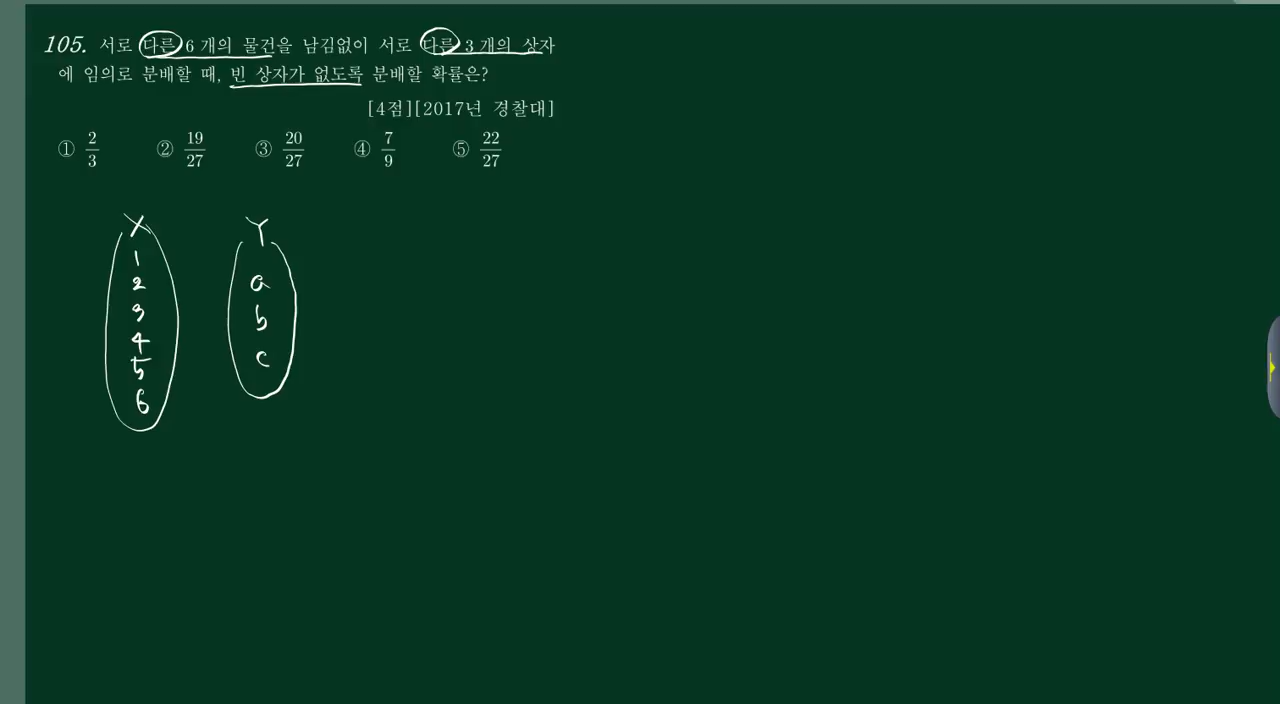 105. 서로 다른 6개의 물건을 남김없이 서로 다른 3개의 상자
에 임의로 분배할 때, 빈 상자가 없도록 분배할 확률은?
[4점][2017년 경찰대]
① 2/3 ② 19/27 ③ 20/27 ④ 7/9 ⑤ 22/27
X Y
1
2 a
3 b
4 c
5
6